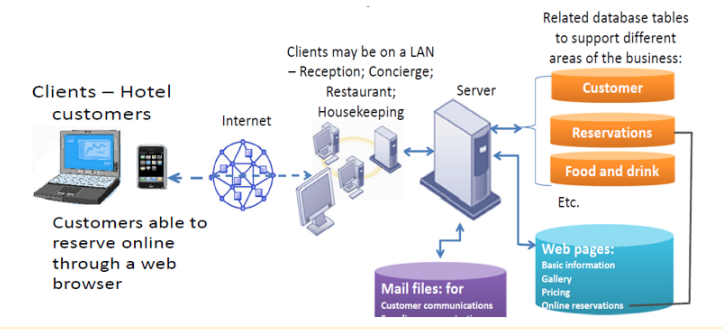 Related database tables
to support different
areas of the business:
Clients may be on a LAN
– Reception; Concierge;
Restaurant;
Housekeeping
Clients – Hotel
customers
Internet
Server
Customer
Reservations
Food and drink
Etc.
Customers able to
reserve online
through a web
browser
Web pages:
Basic information
Gallery
Pricing
Online reservations
Mail files: for
Customer communications